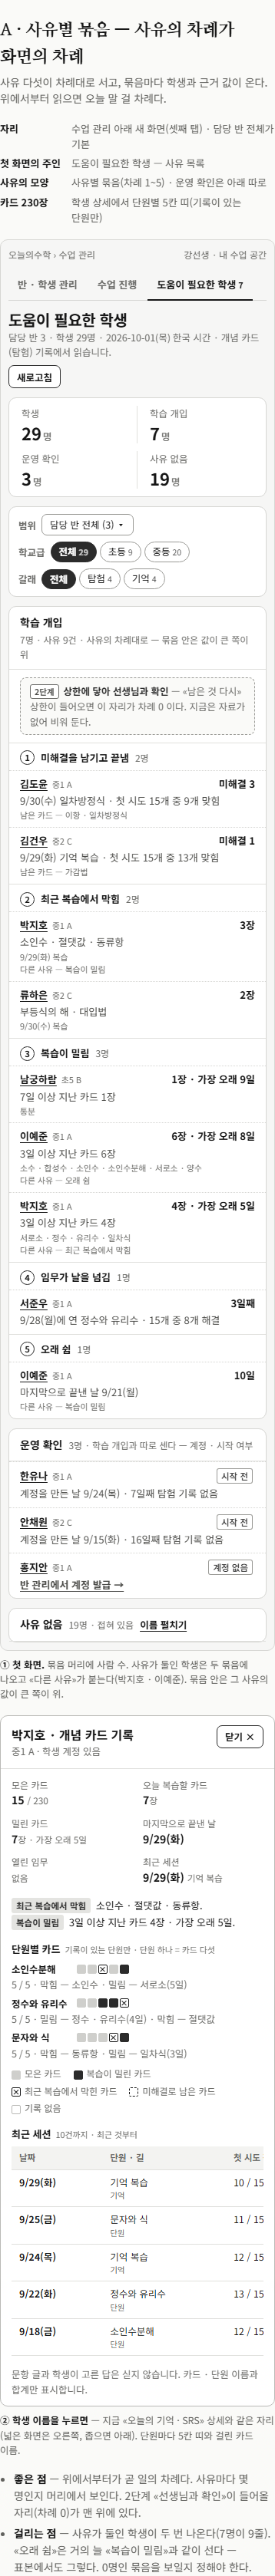 A · 사유별 묶음 — 사유의 차례가
화면의 차례
사유 다섯이 차례대로 서고, 묶음마다 학생과 근거 값이 온다.
위에서부터 읽으면 오늘 할 걸 차례다.
자리 수업 관리 아래 새 화면(셋째 탭) · 담당 반 전체가
기본
첫 화면의 주인 도움이 필요한 학생 — 사유 목록
사유의 모양 사유별 묶음(차례 1~5) · 운영 확인은 아래 따로
카드 230장 학생 상세에서 단원별 5칸 띠(기록이 있는
단원만)
오늘의수학 › 수업 관리 강선생 · 내 수업 공간
반 · 학생 관리 수업 진행 도움이 필요한 학생 7
도움이 필요한 학생
담당 반 3 · 학생 29명 · 2026-10-01(목) 한국 시간 · 개념 카드
(탐험) 기록에서 읽습니다.
새로고침
학생 학습 개입
29명 7명
운영 확인 사유 없음
3명 19명
범위 담당 반 전체 (3)
학교급 전체 29 초등 9 중등 20
갈래 전체 탐험 4 기억 4
학습 개입
7명 · 사유 9건 · 사유의 차례대로 — 묶음 안은 값이 큰 쪽이
위
2단계 상한에 닿아 선생님과 확인 — «남은 것 다시»
상한이 들어오면 이 자리가 차례 0 이다. 지금은 자료가
없어 비워 둔다.
1 미해결을 남기고 끝냄 2명
김도윤 중1 A 미해결 3
9/30(수) 일차방정식 · 첫 시도 15개 중 9개 맞힘
남은 카드 — 이항 · 일차방정식
김건우 중2 C 미해결 1
9/29(화) 기억 복습 · 첫 시도 15개 중 13개 맞힘
남은 카드 — 가감법
2 최근 복습에서 막힘 2명
박지호 중1 A 3장
소인수 · 절댓값 · 동류항
9/29(화) 복습
다른 사유 — 복습이 밀림
류하은 중2 C 2장
부등식의 해 · 대입법
9/30(수) 복습
3 복습이 밀림 3명
남궁하람 초5 B 1장 · 가장 오래 9일
7일 이상 지난 카드 1장
통분
이예준 중1 A 6장 · 가장 오래 8일
3일 이상 지난 카드 6장
소수 · 합성수 · 소인수 · 소인수분해 · 서로소 · 양수
다른 사유 — 오래 쉼
박지호 중1 A 4장 · 가장 오래 5일
3일 이상 지난 카드 4장
서로소 · 정수 · 유리수 · 일차식
다른 사유 — 최근 복습에서 막힘
4 임무가 날을 넘김 1명
서준우 중1 A 3일째
9/28(월)에 연 정수와 유리수 · 15개 중 8개 해결
5 오래 쉼 1명
이예준 중1 A 10일
마지막으로 끝낸 날 9/21(월)
다른 사유 — 복습이 밀림
운영 확인 3명 · 학습 개입과 따로 센다 — 계정 · 시작 여부
한유나 중1 A 시작 전
계정을 만든 날 9/24(목) · 7일째 탐험 기록 없음
안채원 중2 C 시작 전
계정을 만든 날 9/15(화) · 16일째 탐험 기록 없음
홍지안 중1 A 계정 없음
반 관리에서 계정 발급 →
사유 없음 19명 · 접혀 있음 이름 펼치기
① 첫 화면. 묶음 머리에 사람 수. 사유가 둘인 학생은 두 묶음에
나오고 «다른 사유»가 붙는다(박지호 · 이예준). 묶음 안은 그 사유의
값이 큰 쪽이 위.
박지호 · 개념 카드 기록 닫기 ×
중1 A · 학생 계정 있음
모은 카드 오늘 복습할 카드
15 / 230 7장
밀린 카드 마지막으로 끝낸 날
7장 · 가장 오래 5일 9/29(화)
열린 임무 최근 세션
없음 9/29(화) 기억 복습
최근 복습에서 막힘 소인수 · 절댓값 · 동류항.
복습이 밀림 3일 이상 지난 카드 4장 · 가장 오래 5일.
단원별 카드 기록이 있는 단원만 · 단원 하나 = 카드 다섯
소인수분해
5 / 5 · 막힘 — 소인수 · 밀림 — 서로소(5일)
정수와 유리수
5 / 5 · 밀림 — 정수 · 유리수(4일) · 막힘 — 절댓값
문자와 식
5 / 5 · 막힘 — 동류항 · 밀림 — 일차식(3일)
모은 카드 복습이 밀린 카드
최근 복습에서 막힌 카드 미해결로 남은 카드
기록 없음
최근 세션 10건까지 · 최근 것부터
날짜 단원 · 길 첫 시도
9/29(화) 기억 복습 10 / 15
기억
9/25(금) 문자와 식 11 / 15
단원
9/24(목) 기억 복습 12 / 15
기억
9/22(화) 정수와 유리수 13 / 15
단원
9/18(금) 소인수분해 12 / 15
단원
문항 글과 학생이 고른 답은 싣지 않습니다. 카드 · 단원 이름과
합계만 표시합니다.
② 학생 이름을 누르면 — 지금 «오늘의 기억 · SRS» 상세와 같은 자리
(넓은 화면은 오른쪽, 좁으면 아래). 단원마다 5칸 띠와 걸린 카드
이름.
• 좋은 점 — 위에서부터가 곧 일의 차례다. 사유마다 몇
명인지 머리에서 보인다. 2단계 «선생님과 확인»이 들어올
자리(차례 0)가 맨 위에 있다.
• 걸리는 점 — 사유가 둘인 학생이 두 번 나온다(7명이 9줄).
«오래 쉼»은 거의 늘 «복습이 밀림»과 같이 선다 —
표본에서도 그렇다. 0명인 묶음을 보일지 정해야 한다.